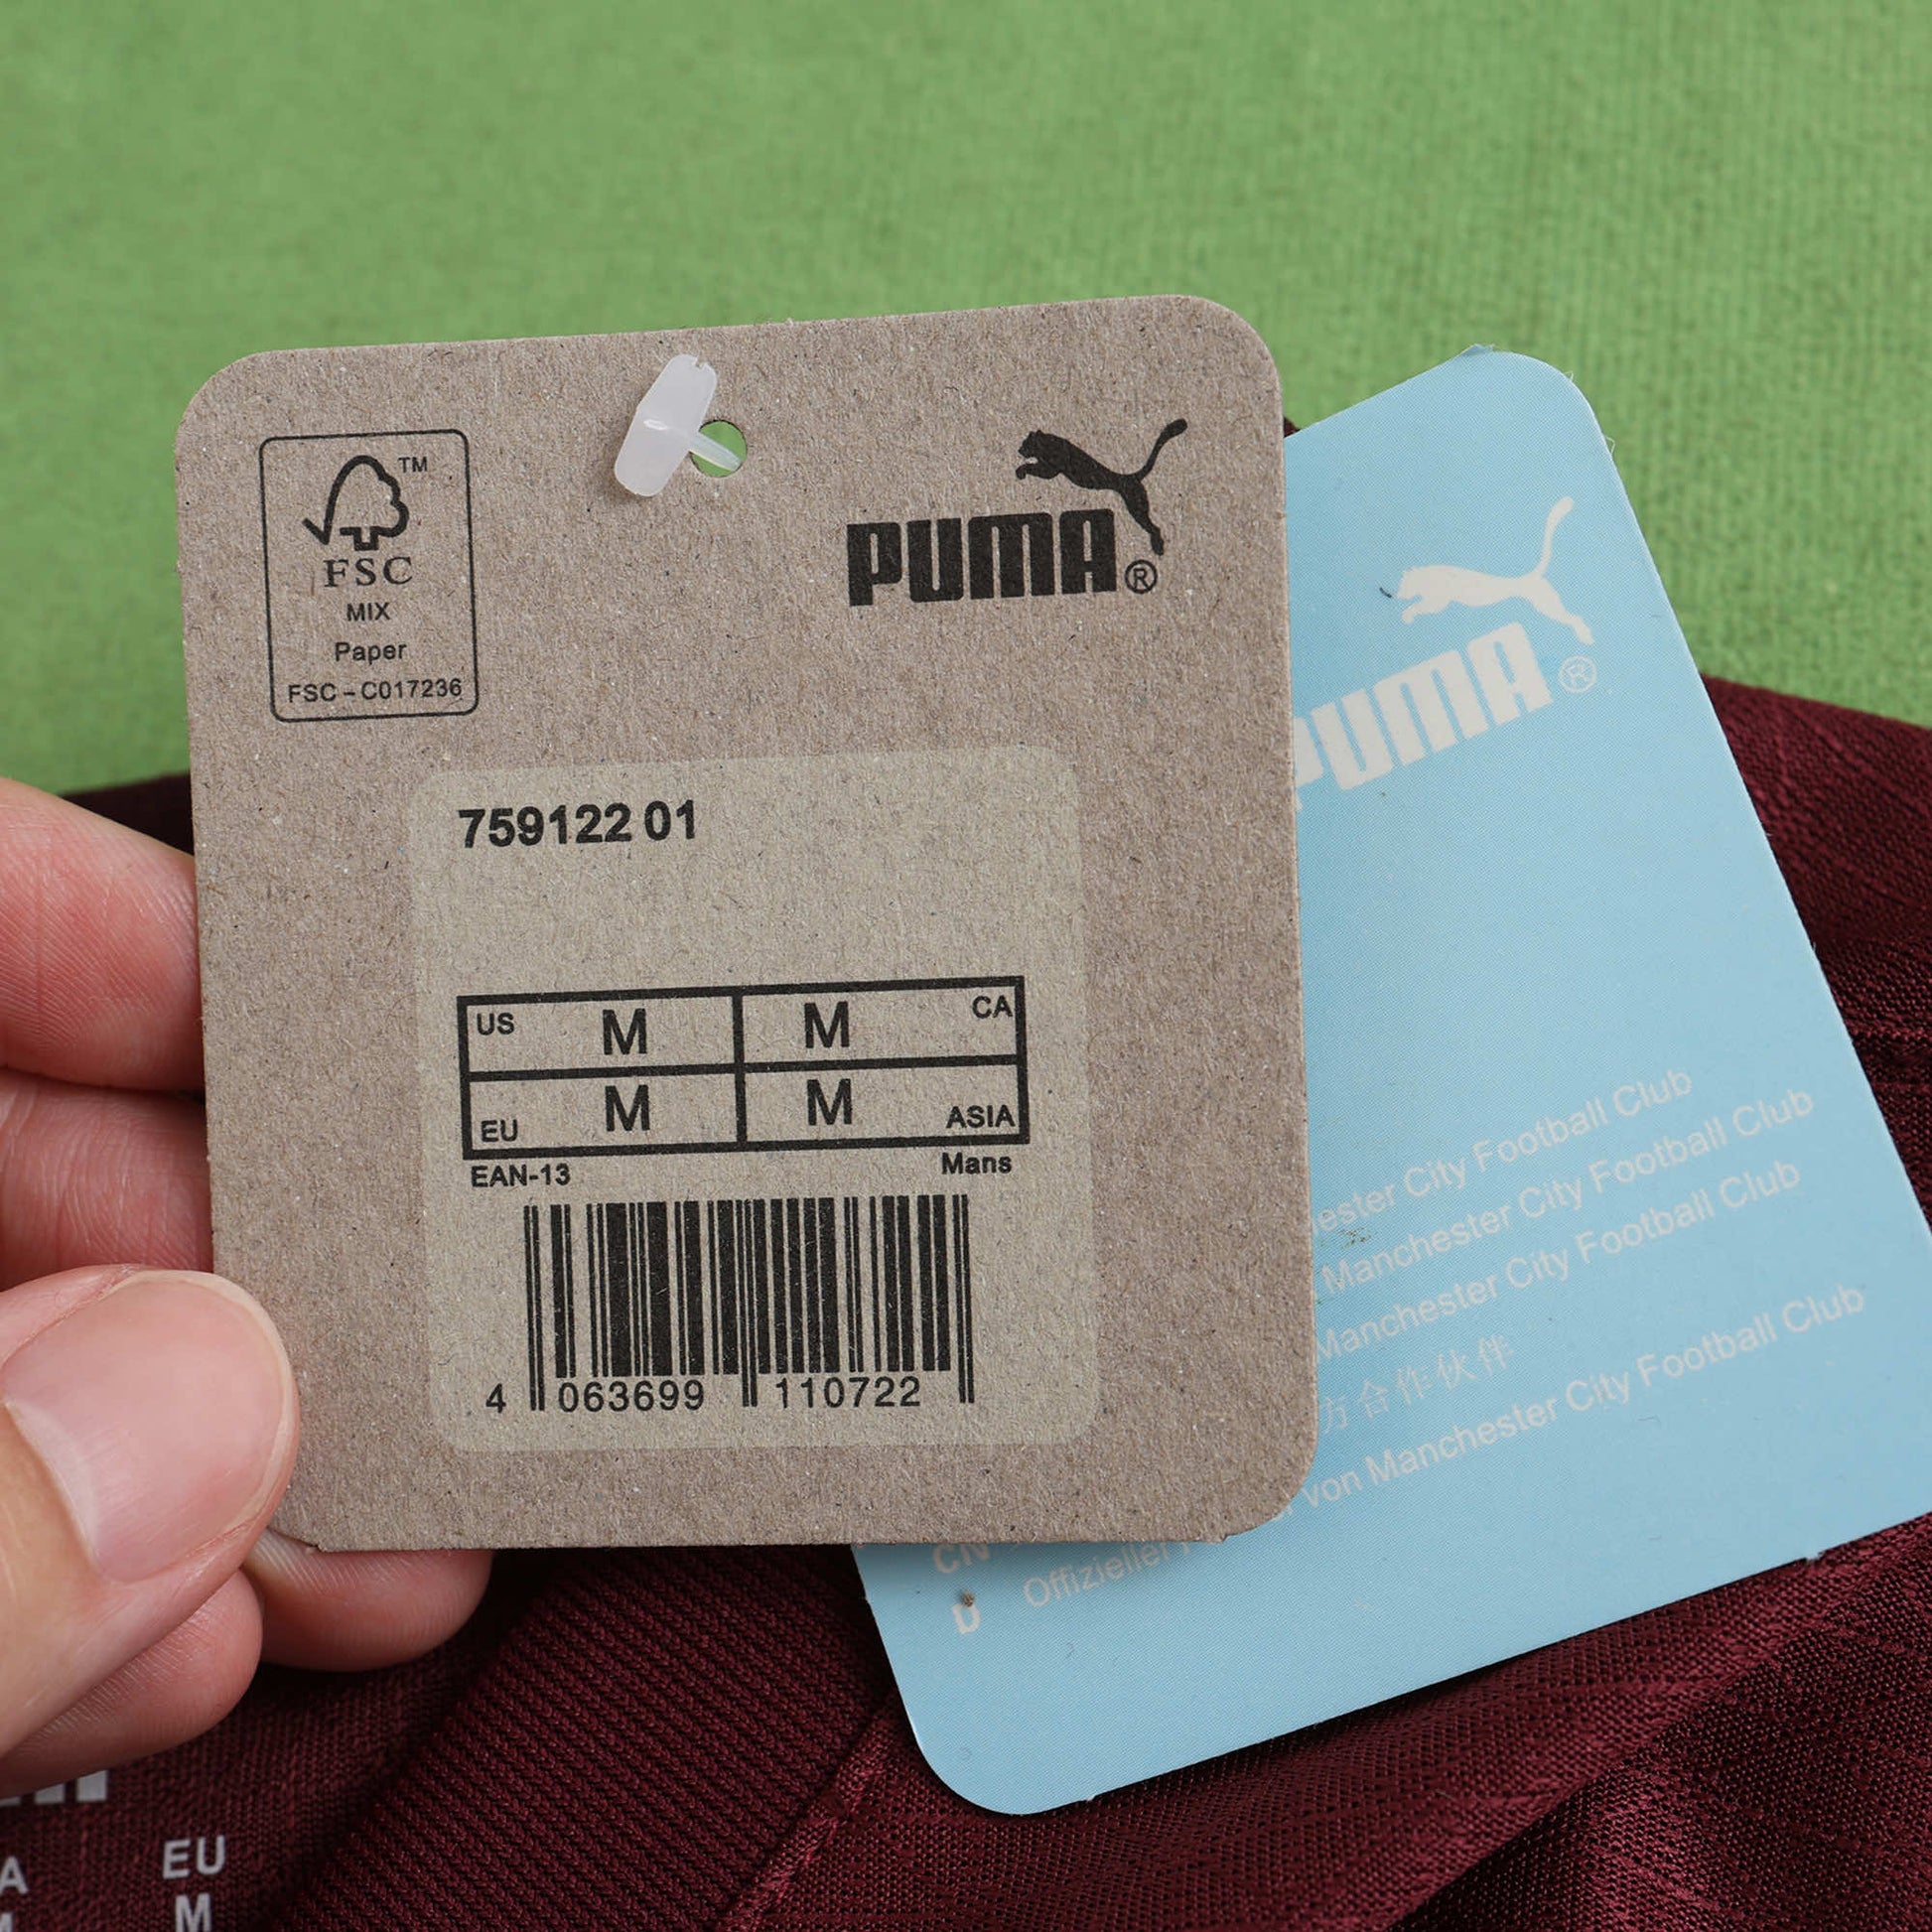 TM
FSC
MIX
Paper
FSC – C017236
PUMA®
759122 01
US M M CA
EU M M ASIA
EAN-13 Mans
4 063699 110722
PUMA®
ester City Football Club
Manchester City Football Club
Manchester City Football Club
方合作伙伴
von Manchester City Football Club
CN
D Offizieller
EU
A
M